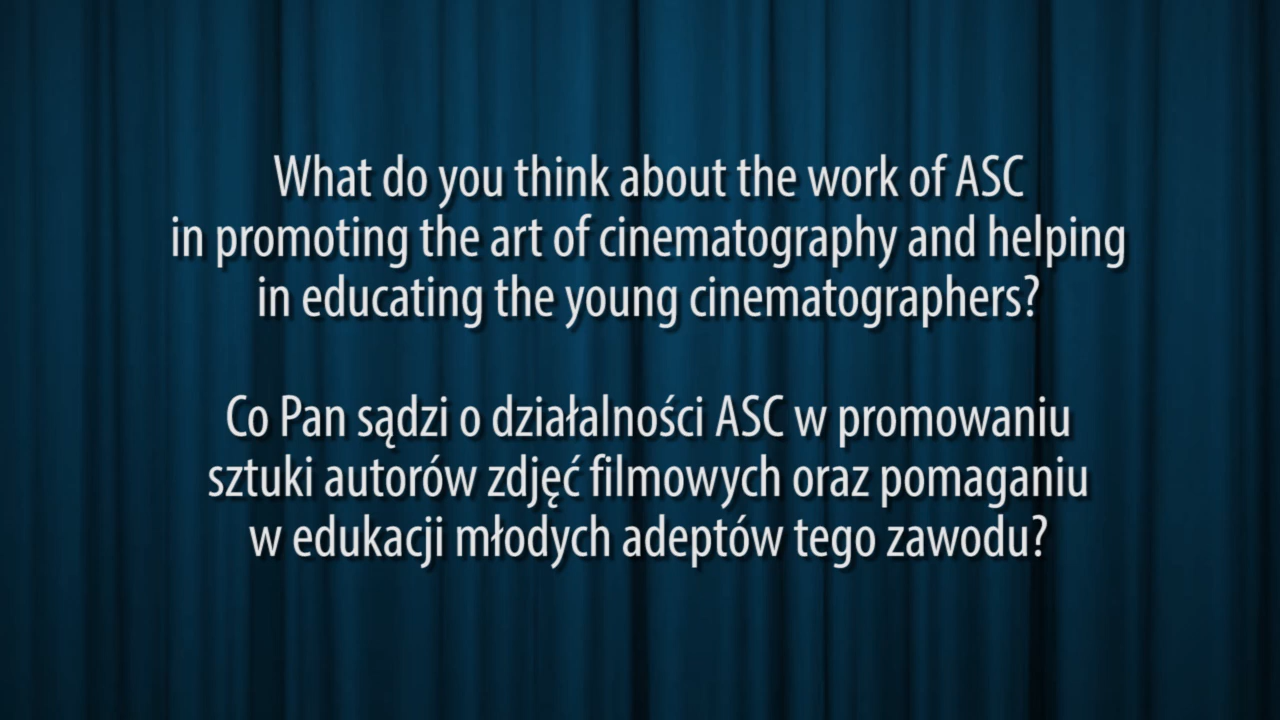 What do you think about the work of ASC
in promoting the art of cinematography and helping
in educating the young cinematographers?
Co Pan sądzi o działalności ASC w promowaniu
sztuki autorów zdjęć filmowych oraz pomaganiu
w edukacji młodych adeptów tego zawodu?